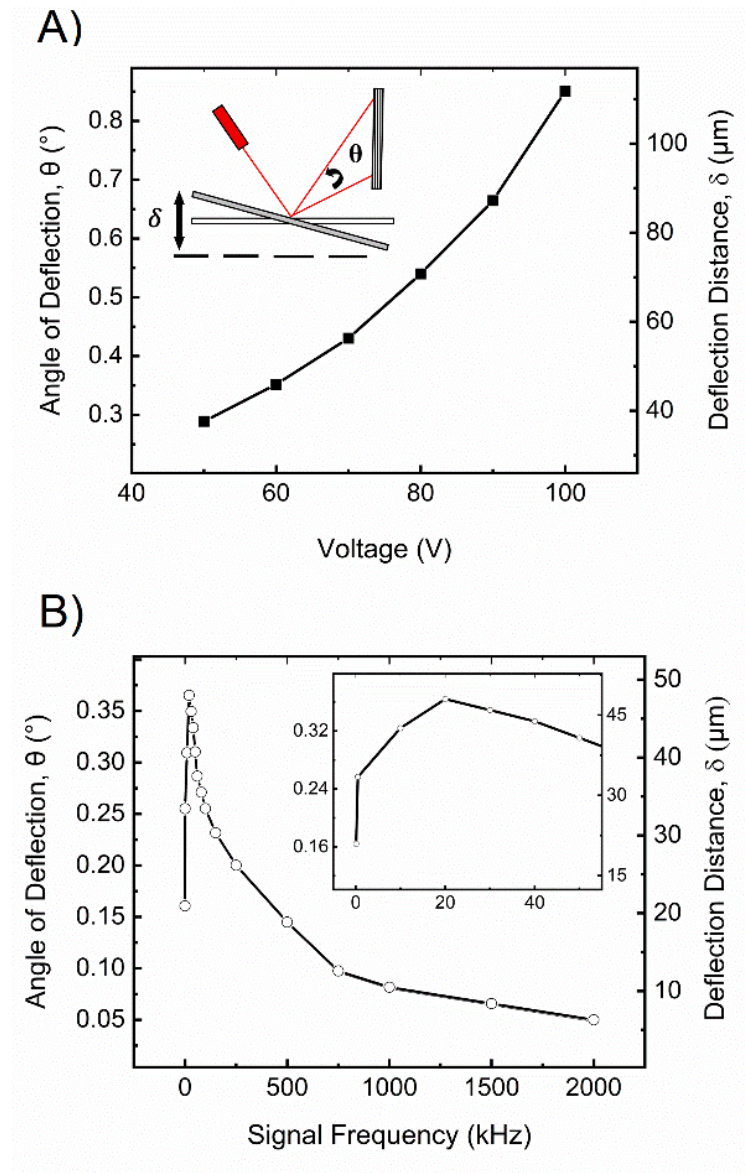 A)
Angle of Deflection, θ (°)
0.8
0.7
0.6
0.5
0.4
0.3
θ
δ
100
80
60
40
Deflection Distance, δ (μm)
40 60 80 100
Voltage (V)
B)
Angle of Deflection, θ (°)
0.35
0.30
0.25
0.20
0.15
0.10
0.05
0.32
0.24
0.16
45
30
15
0 20 40
50
40
30
20
10
Deflection Distance, δ (μm)
0 500 1000 1500 2000
Signal Frequency (kHz)